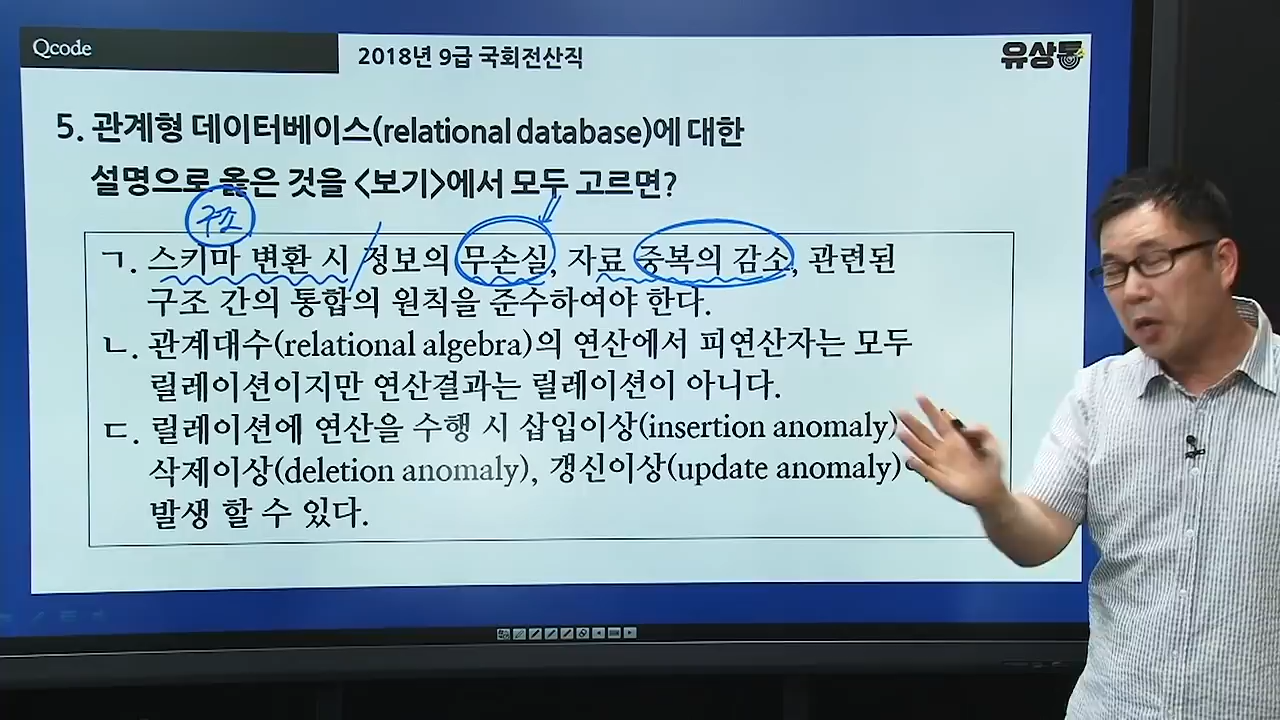 Qcode
2018년 9급 국회전산직
유상통
5. 관계형 데이터베이스(relational database)에 대한
설명으로 옳은 것을 <보기>에서 모두 고르면?
구조
ㄱ. 스키마 변환 시 정보의 무손실, 자료 중복의 감소, 관련된
구조 간의 통합의 원칙을 준수하여야 한다.
ㄴ. 관계대수(relational algebra)의 연산에서 피연산자는 모두
릴레이션이지만 연산결과는 릴레이션이 아니다.
ㄷ. 릴레이션에 연산을 수행 시 삽입이상(insertion anomaly)
삭제이상(deletion anomaly), 갱신이상(update anomaly)
발생 할 수 있다.